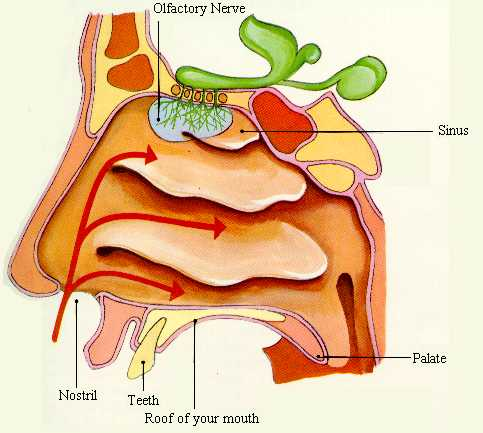 Olfactory Nerve
Sinus
Palate
Nostril
Teeth
Roof of your mouth